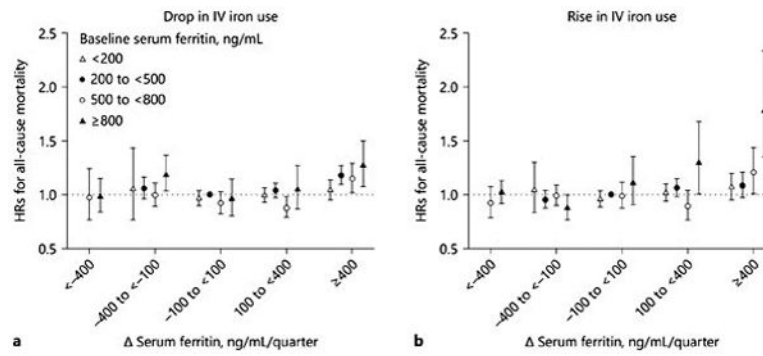 Drop in IV iron use
HRs for all-cause mortality
2.5
2.0
1.5
1.0
0.5
Baseline serum ferritin, ng/mL
<200
200 to <500
500 to <800
≥800
<–400
–400 to <–100
–100 to <100
100 to <400
≥400
a
Δ Serum ferritin, ng/mL/quarter
Rise in IV iron use
HRs for all-cause mortality
2.5
2.0
1.5
1.0
0.5
<–400
–400 to <–100
–100 to <100
100 to <400
≥400
b
Δ Serum ferritin, ng/mL/quarter